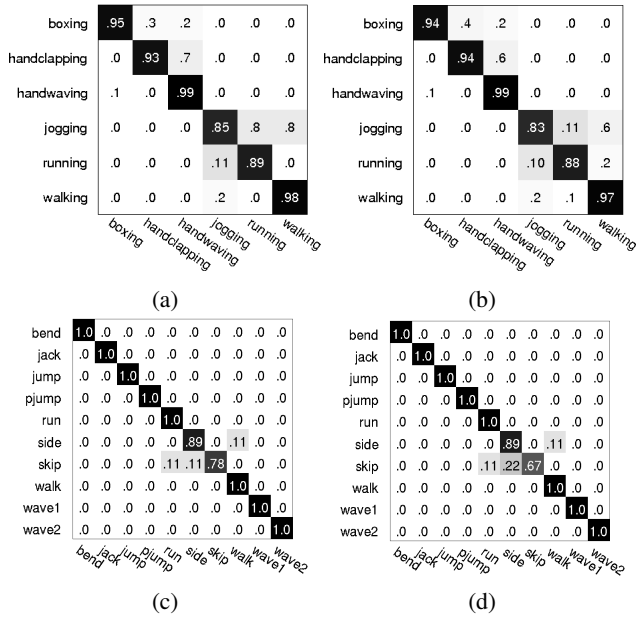 boxing .95 .3 .2 .0 .0 .0
handclapping .0 .93 .7 .0 .0 .0
handwaving .1 .0 .99 .0 .0 .0
jogging .0 .0 .0 .85 .8 .8
running .0 .0 .0 .11 .89 .0
walking .0 .0 .0 .2 .0 .98
boxing handclapping handwaving jogging running walking
(a)
boxing .94 .4 .2 .0 .0 .0
handclapping .0 .94 .6 .0 .0 .0
handwaving .1 .0 .99 .0 .0 .0
jogging .0 .0 .0 .83 .11 .6
running .0 .0 .0 .10 .88 .2
walking .0 .0 .0 .2 .1 .97
boxing handclapping handwaving jogging running walking
(b)
bend 1.0 .0 .0 .0 .0 .0 .0 .0 .0 .0
jack .0 1.0 .0 .0 .0 .0 .0 .0 .0 .0
jump .0 .0 1.0 .0 .0 .0 .0 .0 .0 .0
pjump .0 .0 .0 1.0 .0 .0 .0 .0 .0 .0
run .0 .0 .0 .0 1.0 .0 .0 .0 .0 .0
side .0 .0 .0 .0 .0 .89 .0 .11 .0 .0
skip .0 .0 .0 .0 .11 .11 .78 .0 .0 .0
walk .0 .0 .0 .0 .0 .0 .0 1.0 .0 .0
wave1 .0 .0 .0 .0 .0 .0 .0 .0 1.0 .0
wave2 .0 .0 .0 .0 .0 .0 .0 .0 .0 1.0
bend jack jump pjump run side skip walk wave1 wave2
(c)
bend 1.0 .0 .0 .0 .0 .0 .0 .0 .0 .0
jack .0 1.0 .0 .0 .0 .0 .0 .0 .0 .0
jump .0 .0 1.0 .0 .0 .0 .0 .0 .0 .0
pjump .0 .0 .0 1.0 .0 .0 .0 .0 .0 .0
run .0 .0 .0 .0 1.0 .0 .0 .0 .0 .0
side .0 .0 .0 .0 .0 .89 .0 .11 .0 .0
skip .0 .0 .0 .0 .11 .22 .67 .0 .0 .0
walk .0 .0 .0 .0 .0 .0 .0 1.0 .0 .0
wave1 .0 .0 .0 .0 .0 .0 .0 .0 1.0 .0
wave2 .0 .0 .0 .0 .0 .0 .0 .0 .0 1.0
bend jack jump pjump run side skip walk wave1 wave2
(d)